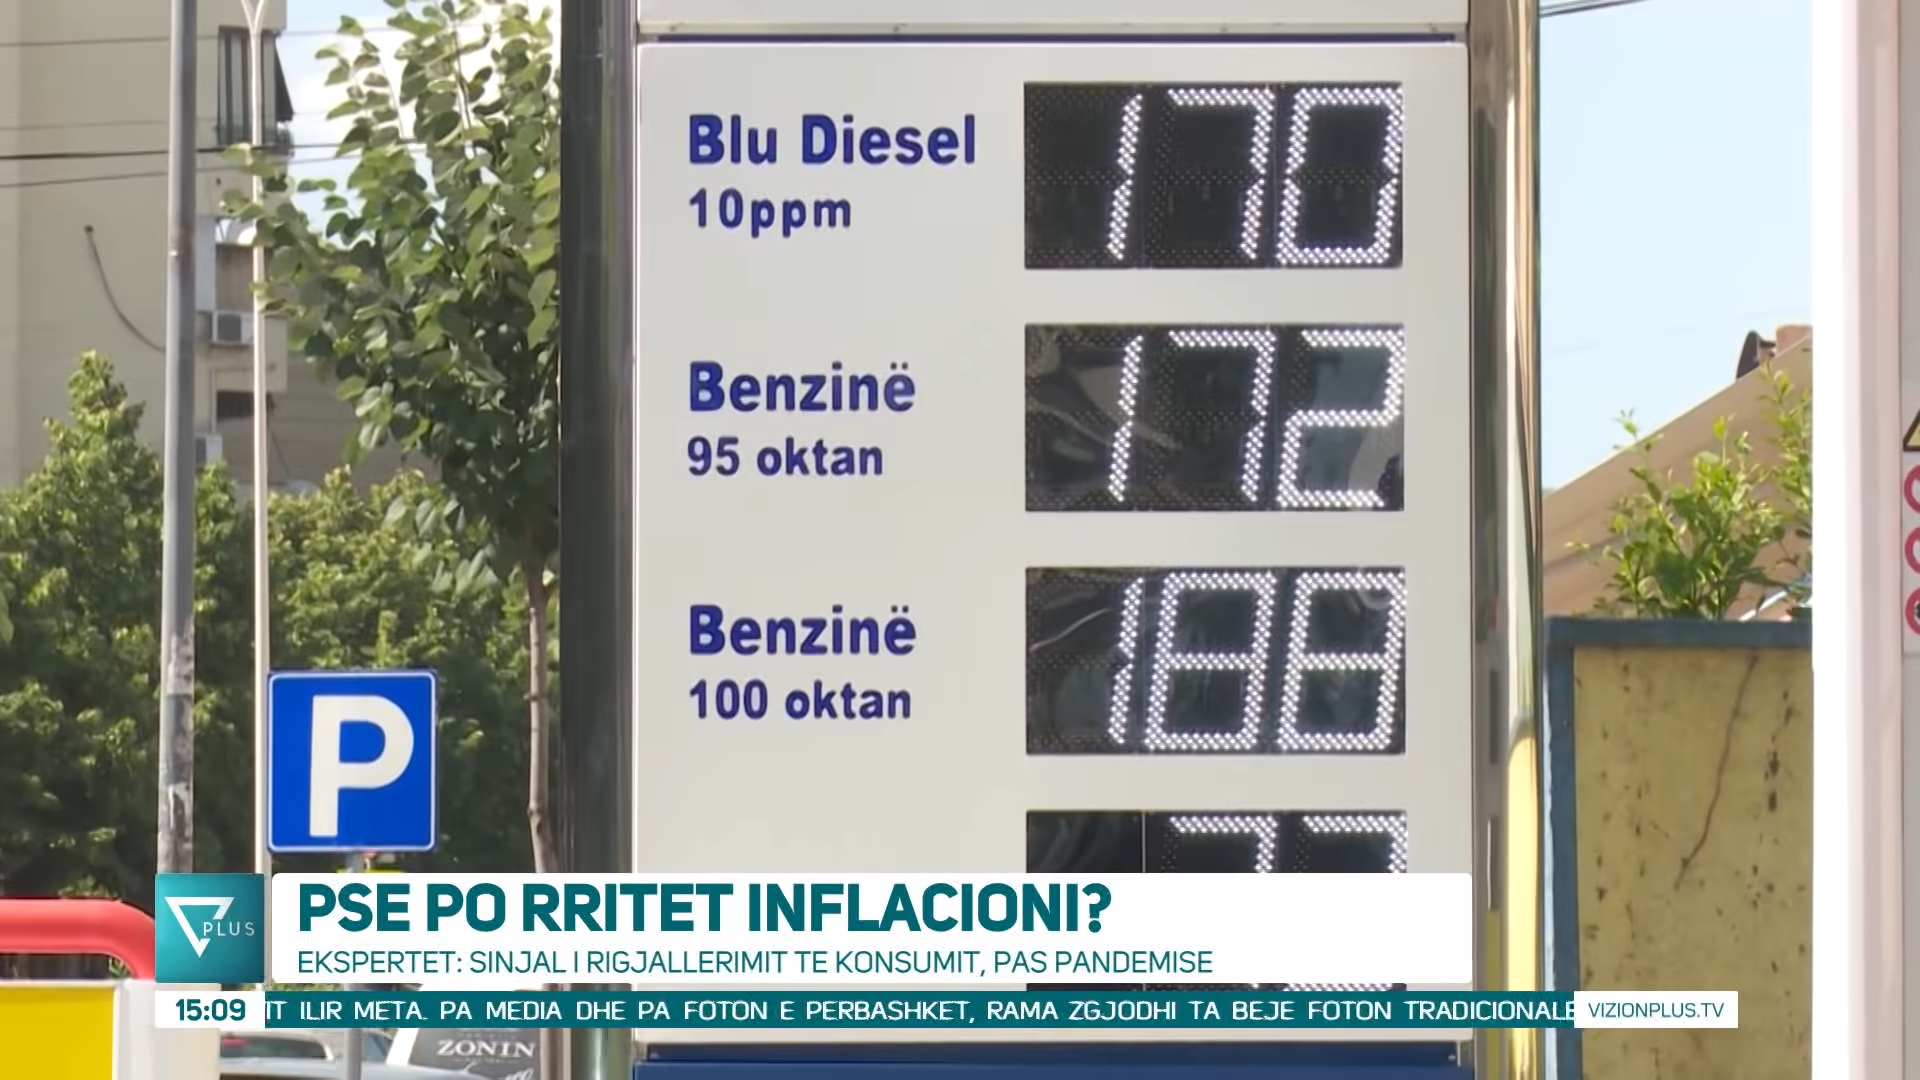 Blu Diesel
10ppm
170
Benzinë
95 oktan
172
Benzinë
100 oktan
188
P
PLUS
PSE PO RRITET INFLACIONI?
EKSPERTET: SINJAL I RIGJALLERIMIT TE KONSUMIT, PAS PANDEMISE
15:09
IT ILIR META. PA MEDIA DHE PA FOTON E PERBASHKET, RAMA ZGJODHI TA BEJE FOTON TRADICIONALE
VIZIONPLUS.TV
ZONIN